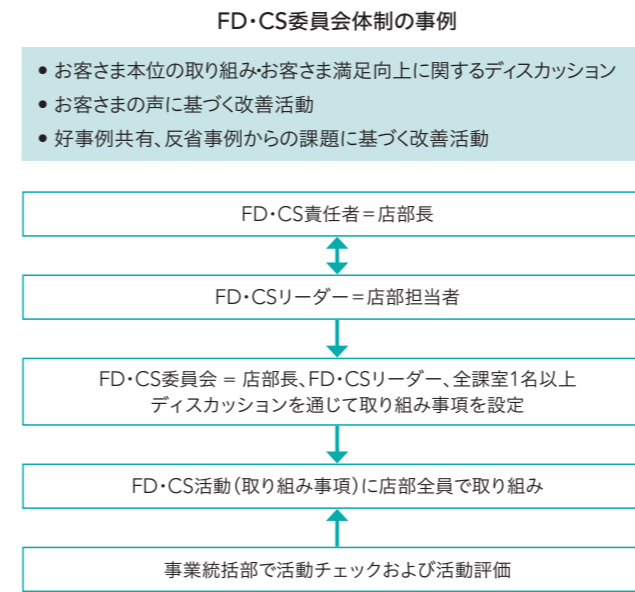 FD・CS委員会体制の事例
• お客さま本位の取り組み・お客さま満足向上に関するディスカッション
• お客さまの声に基づく改善活動
• 好事例共有、反省事例からの課題に基づく改善活動
FD・CS責任者＝店部長
FD・CSリーダー＝店部担当者
FD・CS委員会 = 店部長、FD・CSリーダー、全課室1名以上
ディスカッションを通じて取り組み事項を設定
FD・CS活動（取り組み事項）に店部全員で取り組み
事業統括部で活動チェックおよび活動評価